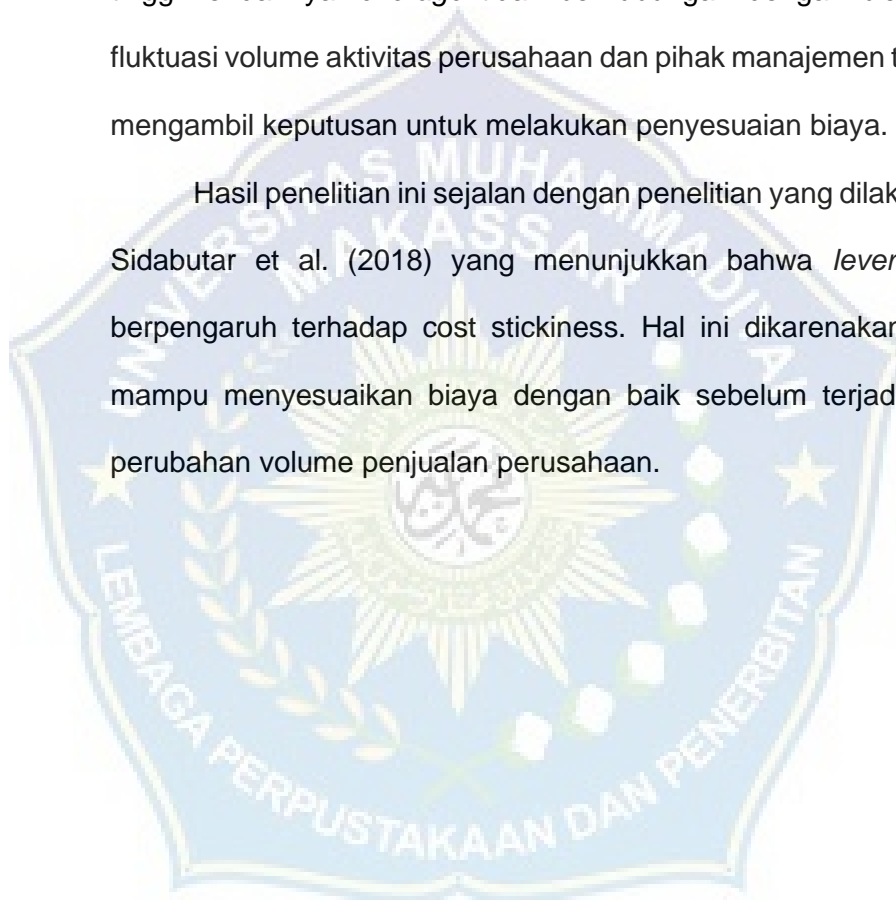 fluktuasi volume aktivitas perusahaan dan pihak manajemen
mengambil keputusan untuk melakukan penyesuaian biaya.
Hasil penelitian ini sejalan dengan penelitian yang
Sidabutar et al. (2018) yang menunjukkan bahwa
berpengaruh terhadap cost stickiness. Hal ini dikarenakan
mampu menyesuaikan biaya dengan baik sebelum
perubahan volume penjualan perusahaan.
UNIVERSITAS MUHAMMADIYAH
MAKASSAR
LEMBAGA PERPUSTAKAAN DAN PENERBITAN